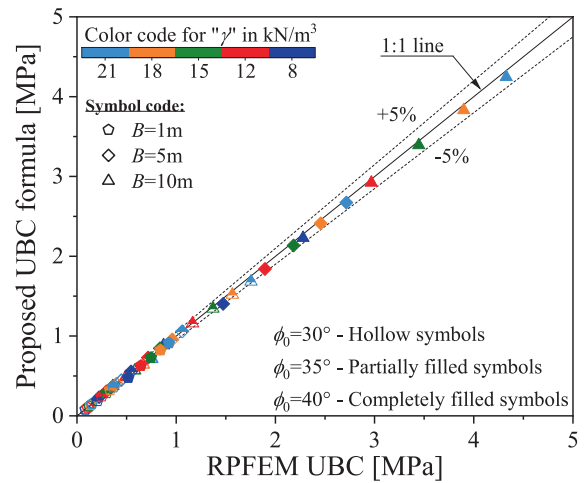 Color code for "γ" in kN/m³
21 18 15 12 8
Symbol code:
B=1m
B=5m
B=10m
1:1 line
+5%
-5%
ϕ₀=30° - Hollow symbols
ϕ₀=35° - Partially filled symbols
ϕ₀=40° - Completely filled symbols
Proposed UBC formula [MPa]
5
4
3
2
1
0
0 1 2 3 4 5
RPFEM UBC [MPa]